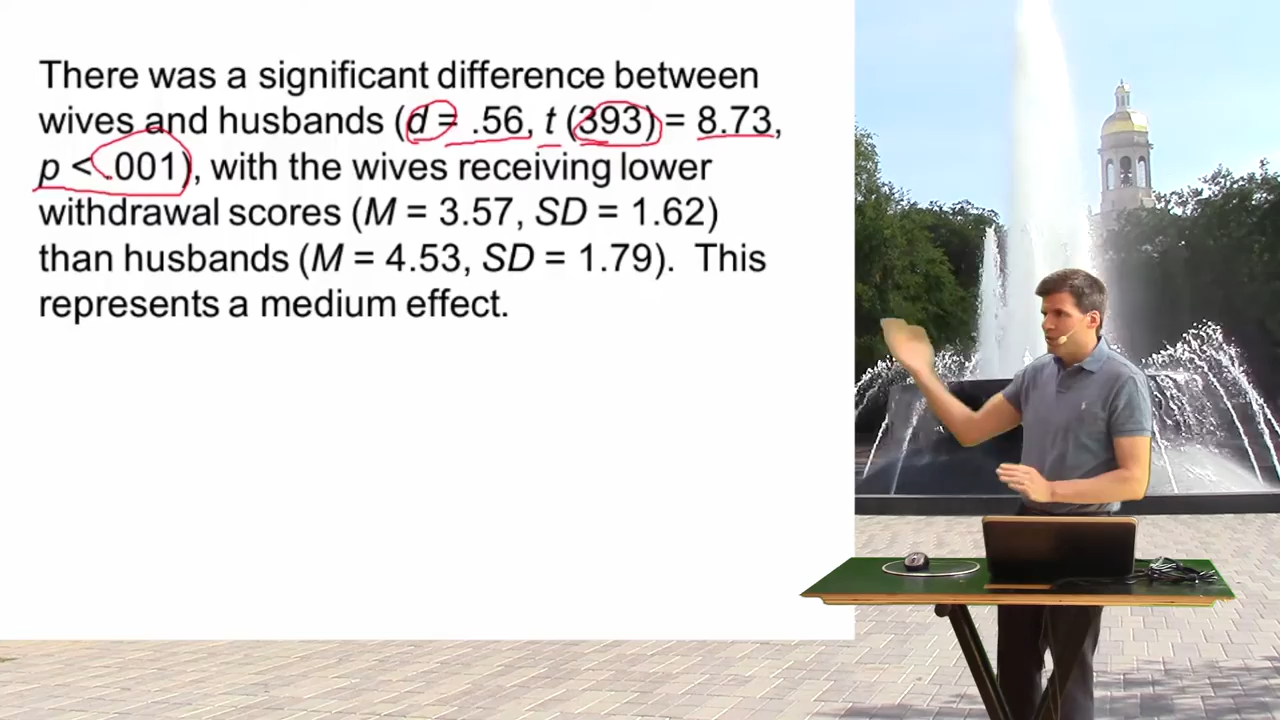 There was a significant difference between
wives and husbands (d = .56, t (393) = 8.73,
p < .001), with the wives receiving lower
withdrawal scores (M = 3.57, SD = 1.62)
than husbands (M = 4.53, SD = 1.79).  This
represents a medium effect.